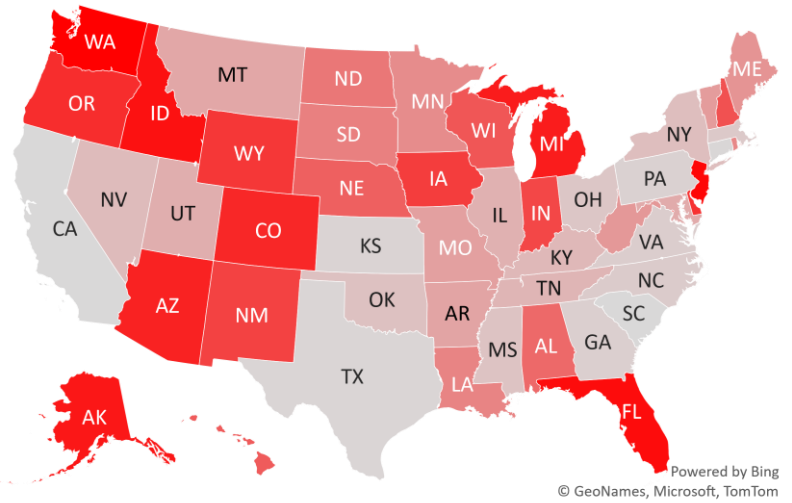 WA
ME
MT
ND
MN
OR
ID
NY
SD
WI
MI
WY
PA
IA
NE
NV
OH
IL
IN
UT
CO
CA
VA
KS
MO
KY
NC
TN
OK
AZ
NM
AR
SC
MS
AL
GA
TX
LA
AK
FL
Powered by Bing
© GeoNames, Microsoft, TomTom